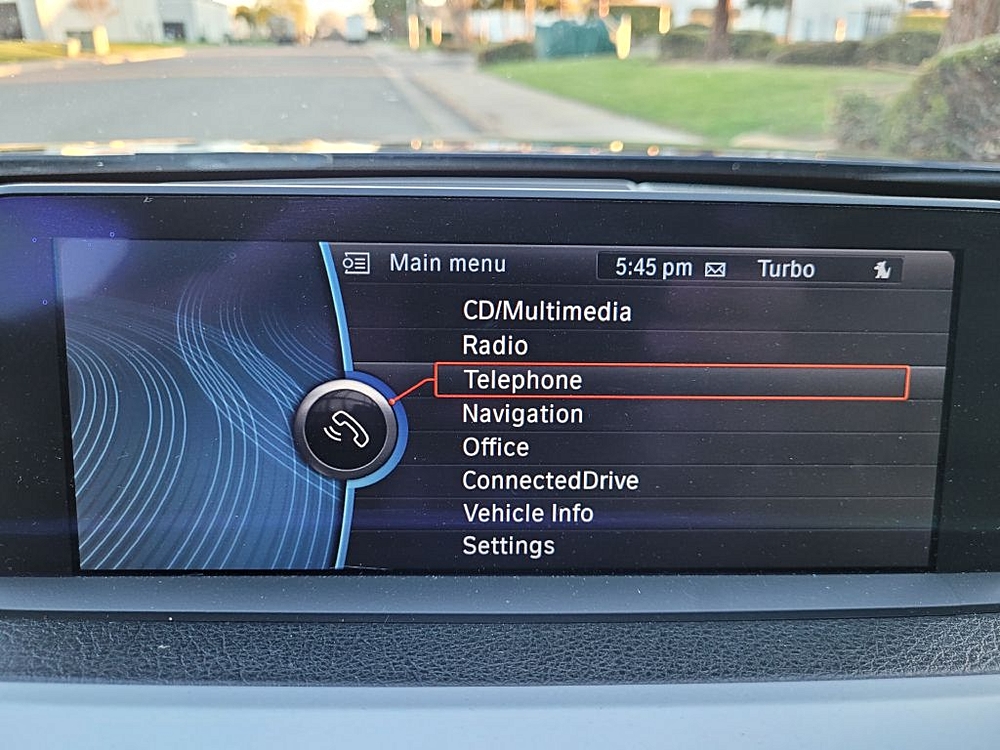 Main menu 5:45 pm Turbo
CD/Multimedia
Radio
Telephone
Navigation
Office
ConnectedDrive
Vehicle Info
Settings